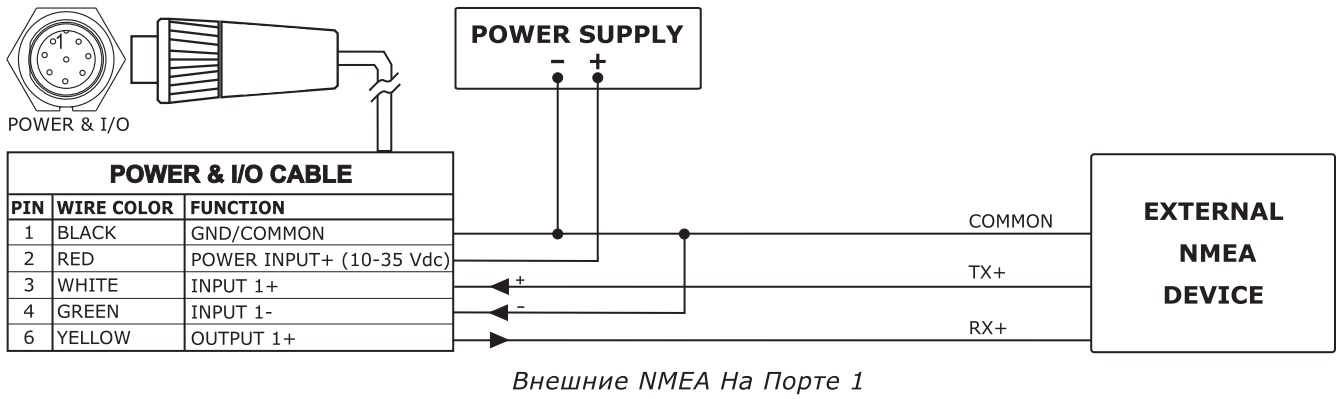 1
POWER & I/O
POWER SUPPLY
– +
POWER & I/O CABLE
PIN WIRE COLOR FUNCTION
1 BLACK GND/COMMON
2 RED POWER INPUT+ (10-35 Vdc)
3 WHITE INPUT 1+
4 GREEN INPUT 1-
6 YELLOW OUTPUT 1+
+
–
COMMON
TX+
RX+
EXTERNAL
NMEA
DEVICE
Внешние NMEA На Порте 1